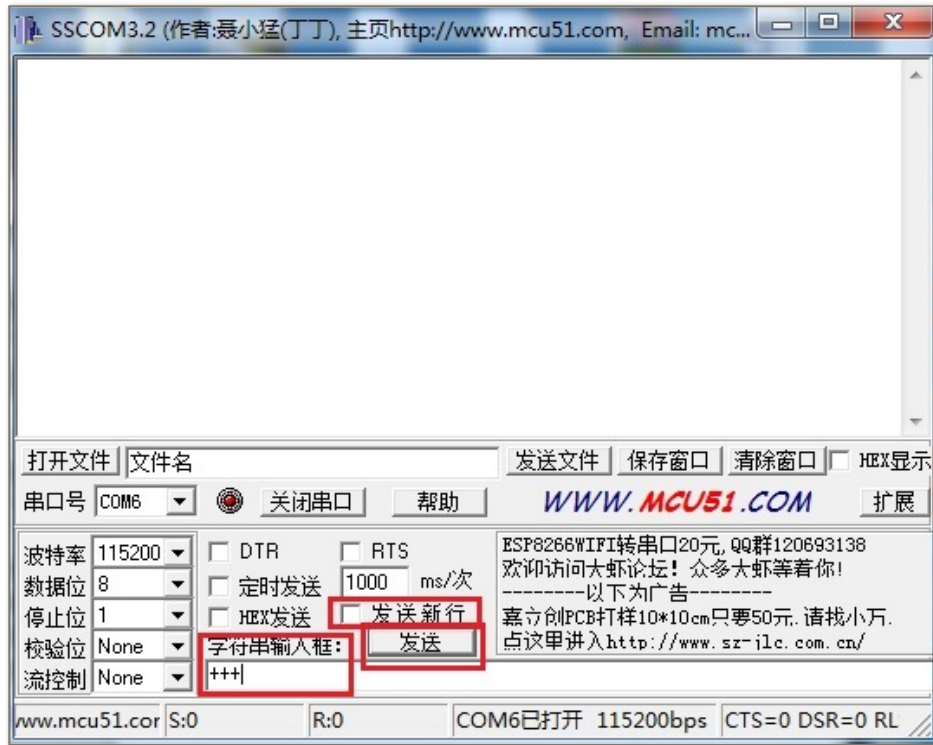 SSCOM3.2 (作者:聂小猛(丁丁), 主页http://www.mcu51.com, Email: mc...
打开文件 文件名 发送文件 保存窗口 清除窗口 HEX显示
串口号 COM6 关闭串口 帮助 WWW.MCU51.COM 扩展
波特率 115200 DTR RTS
数据位 8 定时发送 1000 ms/次
停止位 1 HEX发送 发送新行
校验位 None 字符串输入框: 发送
流控制 None +++
ESP8266WIFI转串口20元,QQ群120693138
欢迎访问大虾论坛! 众多大虾等着你!
--------以下为广告--------
嘉立创PCB打样10*10cm只要50元.请找小万.
点这里进入http://www.sz-jlc.com.cn/
www.mcu51.cor S:0 R:0 COM6已打开 115200bps CTS=0 DSR=0 RL